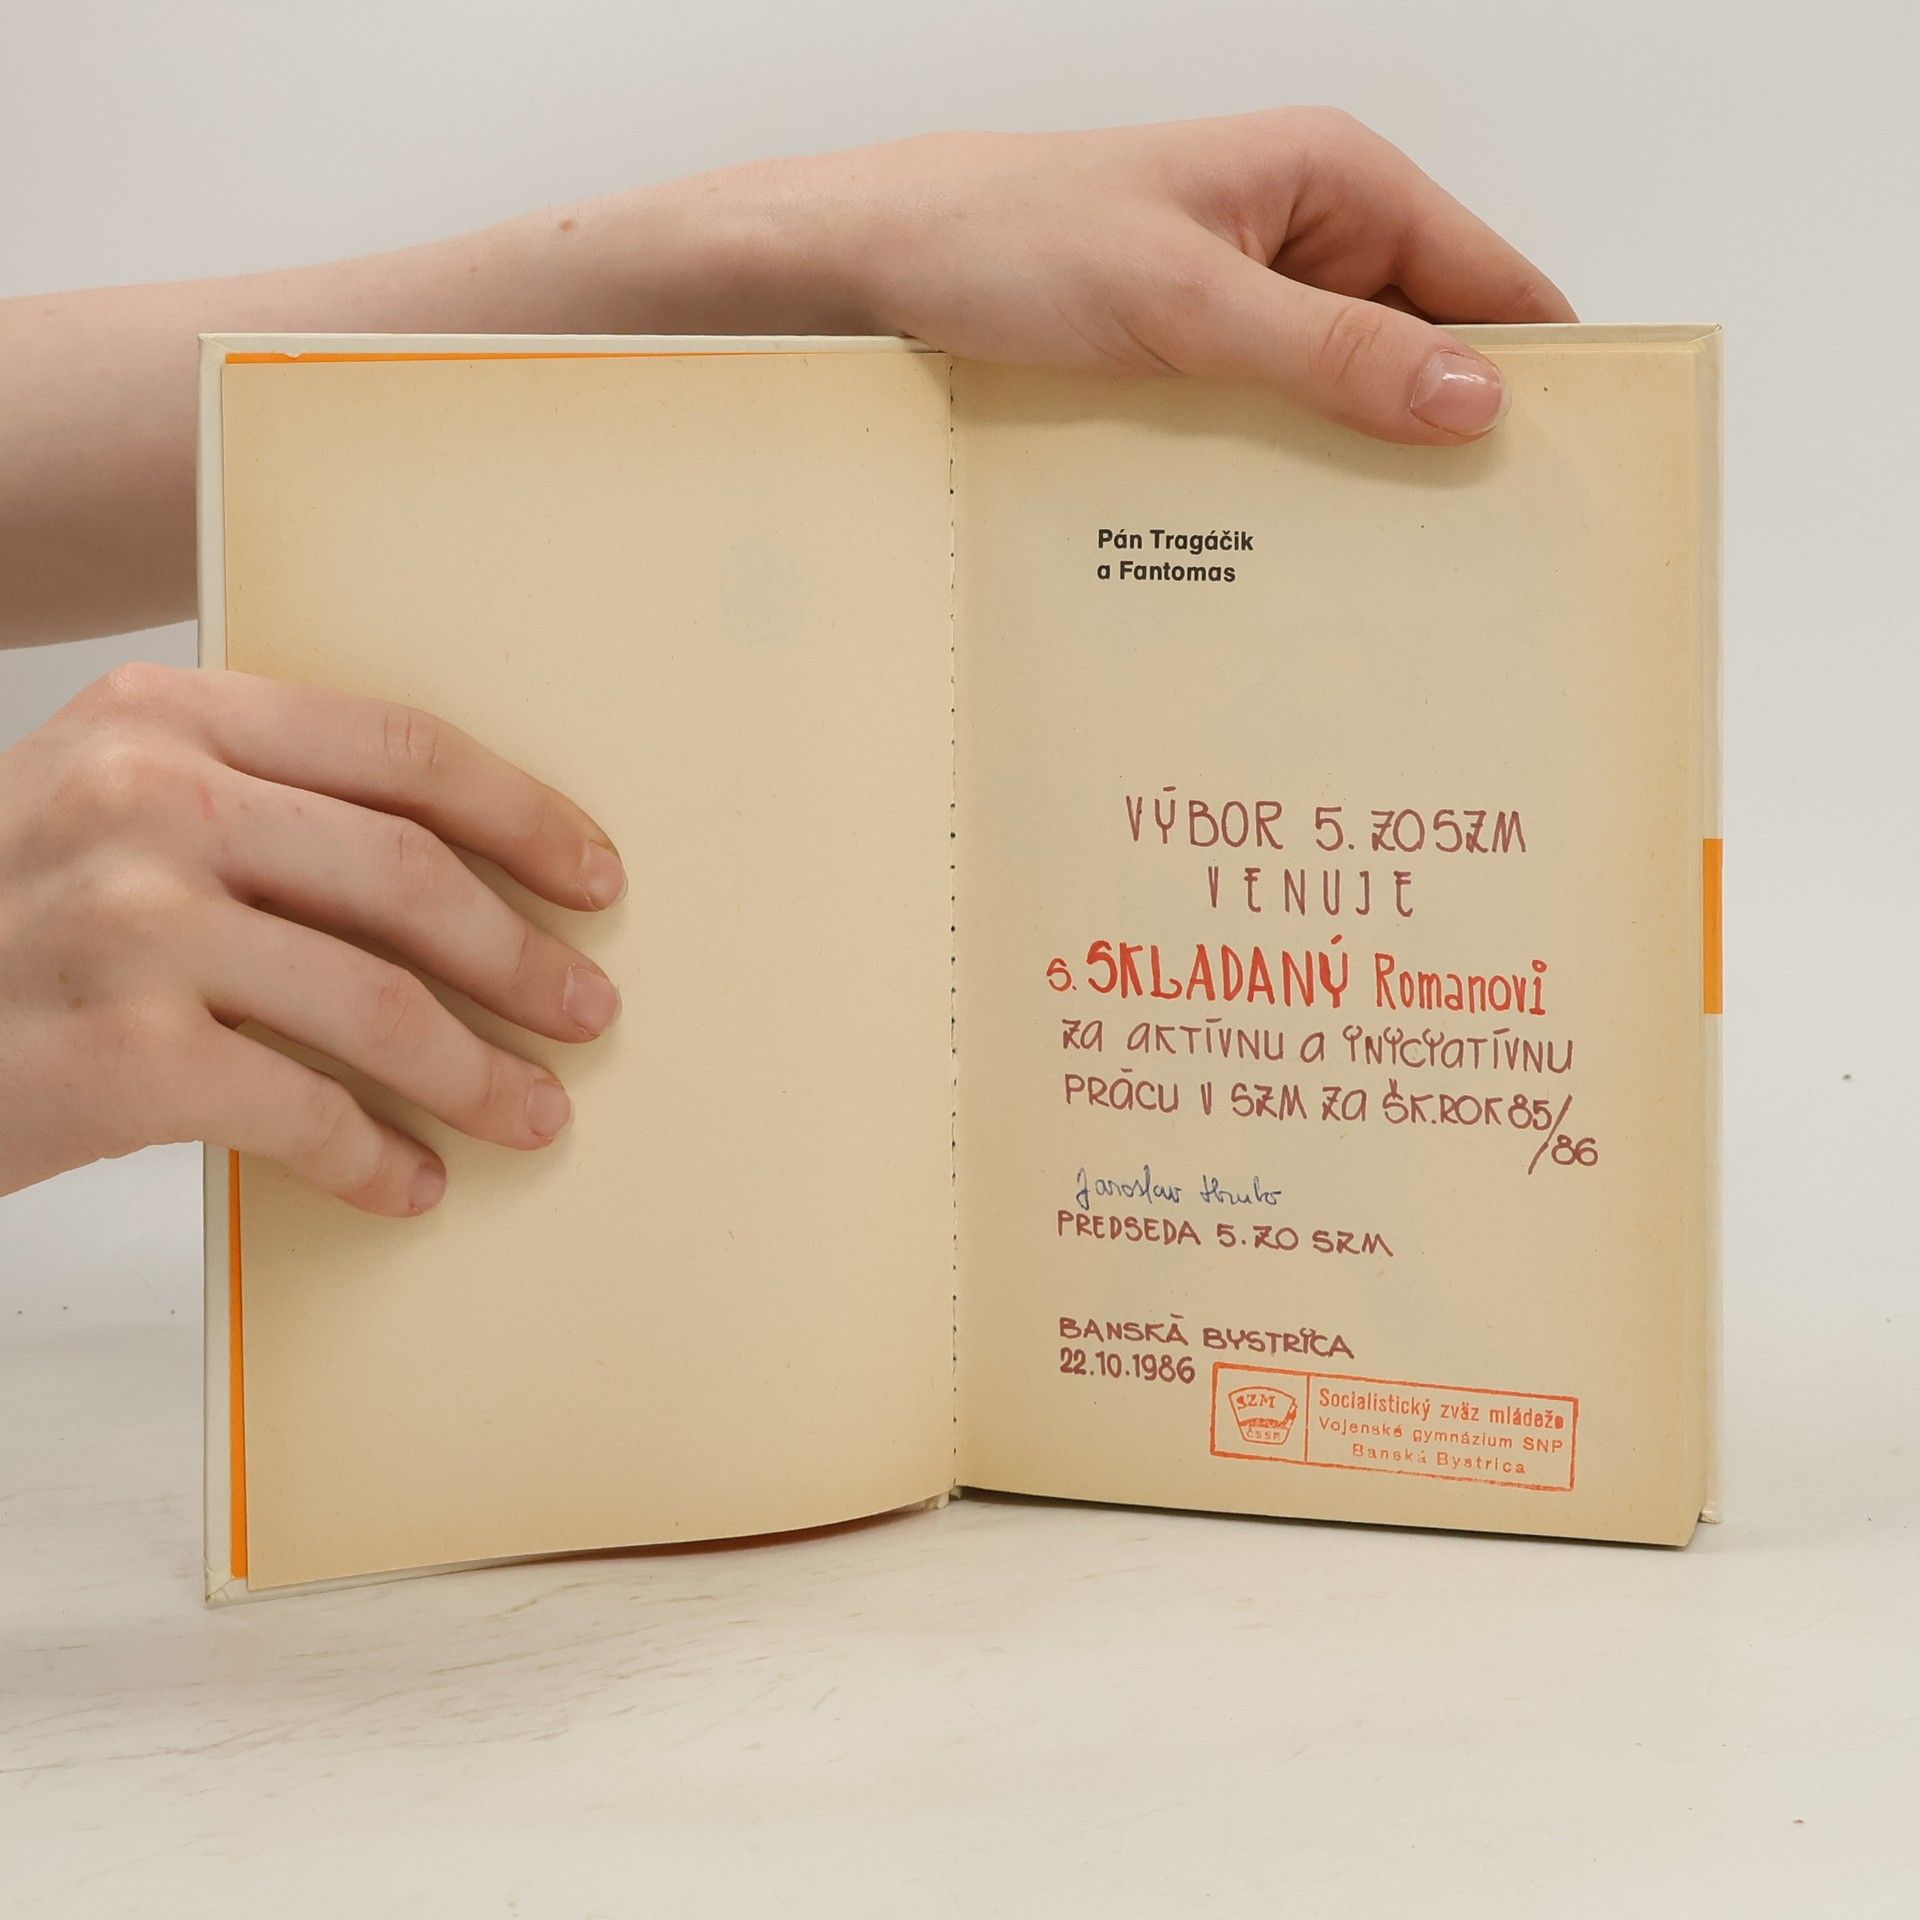 Pán Tragáčik
a Fantomas
VÝBOR 5. ZO SZM
VENUJE
S. SKLADANÝ Romanovi
ZA AKTÍVNU A YNYCYATÍVNU
PRÁCU V SZM ZA ŠK.ROK 85/
/86
Jaroslav
PREDSEDA 5. ZO SZM
BANSKÁ BYSTRICA
22.10.1986
SZM
ČSSR
Socialistický zväz mládeže
Vojenské gymnázium SNP
Banská Bystrica